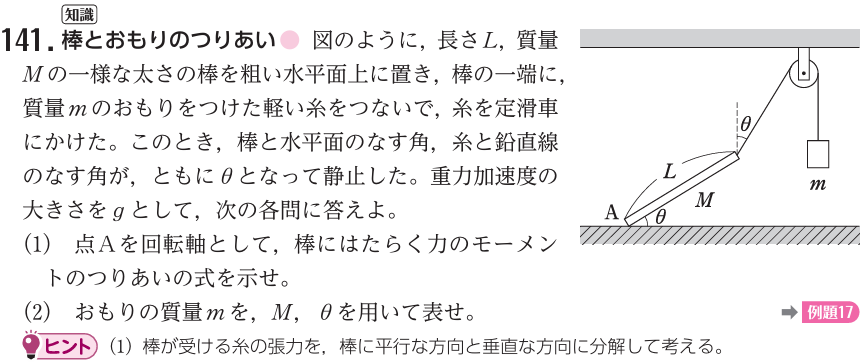 知識
141. 棒とおもりのつりあい● 図のように，長さL，質量
Mの一様な太さの棒を粗い水平面上に置き，棒の一端に，
質量mのおもりをつけた軽い糸をつないで，糸を定滑車
にかけた。このとき，棒と水平面のなす角，糸と鉛直線
のなす角が，ともにθとなって静止した。重力加速度の
大きさをgとして，次の各問に答えよ。
(1) 点Aを回転軸として，棒にはたらく力のモーメン
トのつりあいの式を示せ。
(2) おもりの質量mを，M，θを用いて表せ。
➡ 例題17
ヒント (1) 棒が受ける糸の張力を，棒に平行な方向と垂直な方向に分解して考える。
θ
L
M
m
A
θ